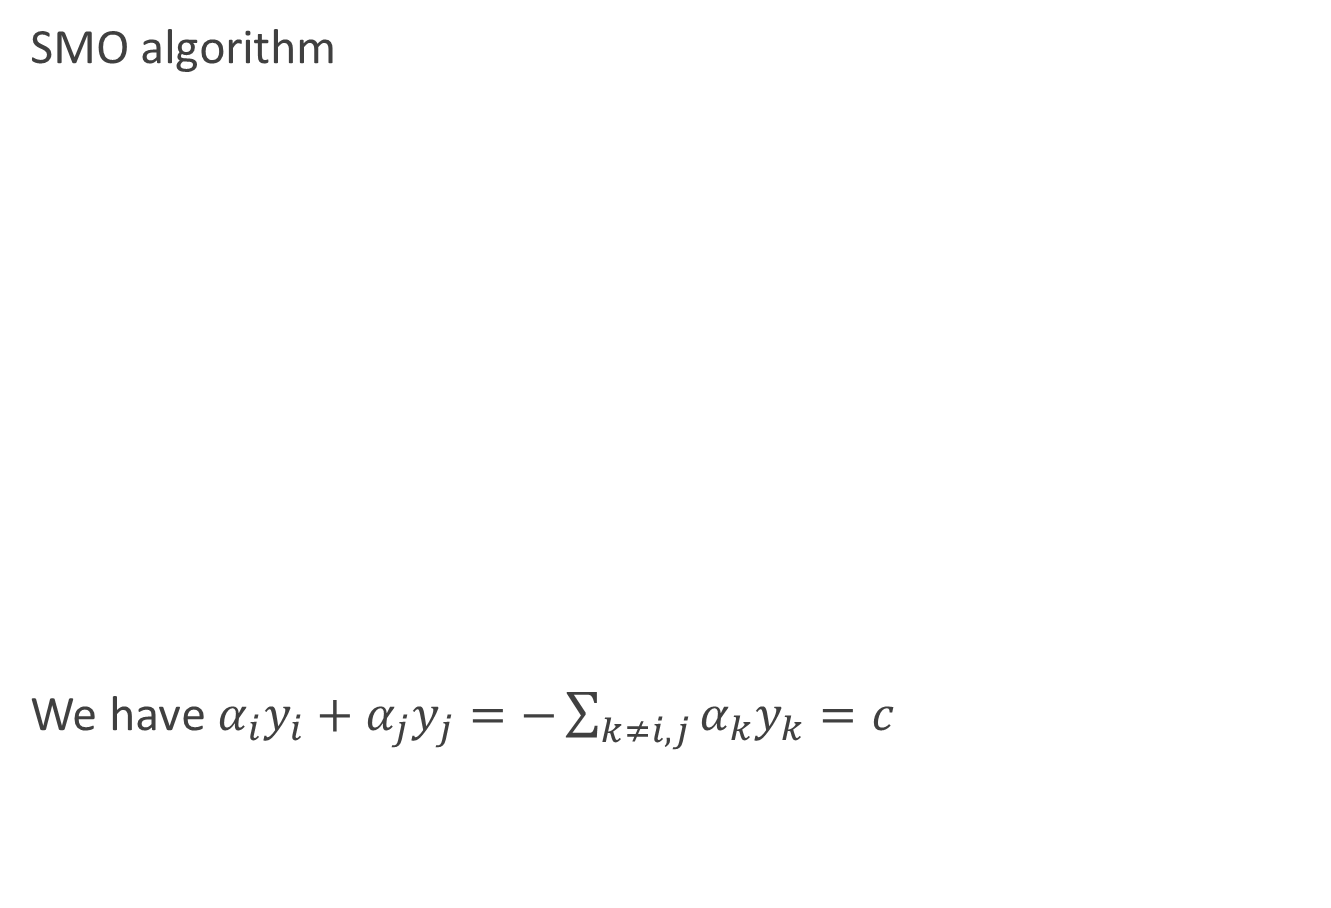 SMO algorithm
We have 𝛼ᵢ𝑦ᵢ + 𝛼ⱼ𝑦ⱼ = − ∑_{𝑘≠𝑖,𝑗} 𝛼ₖ𝑦ₖ = 𝑐